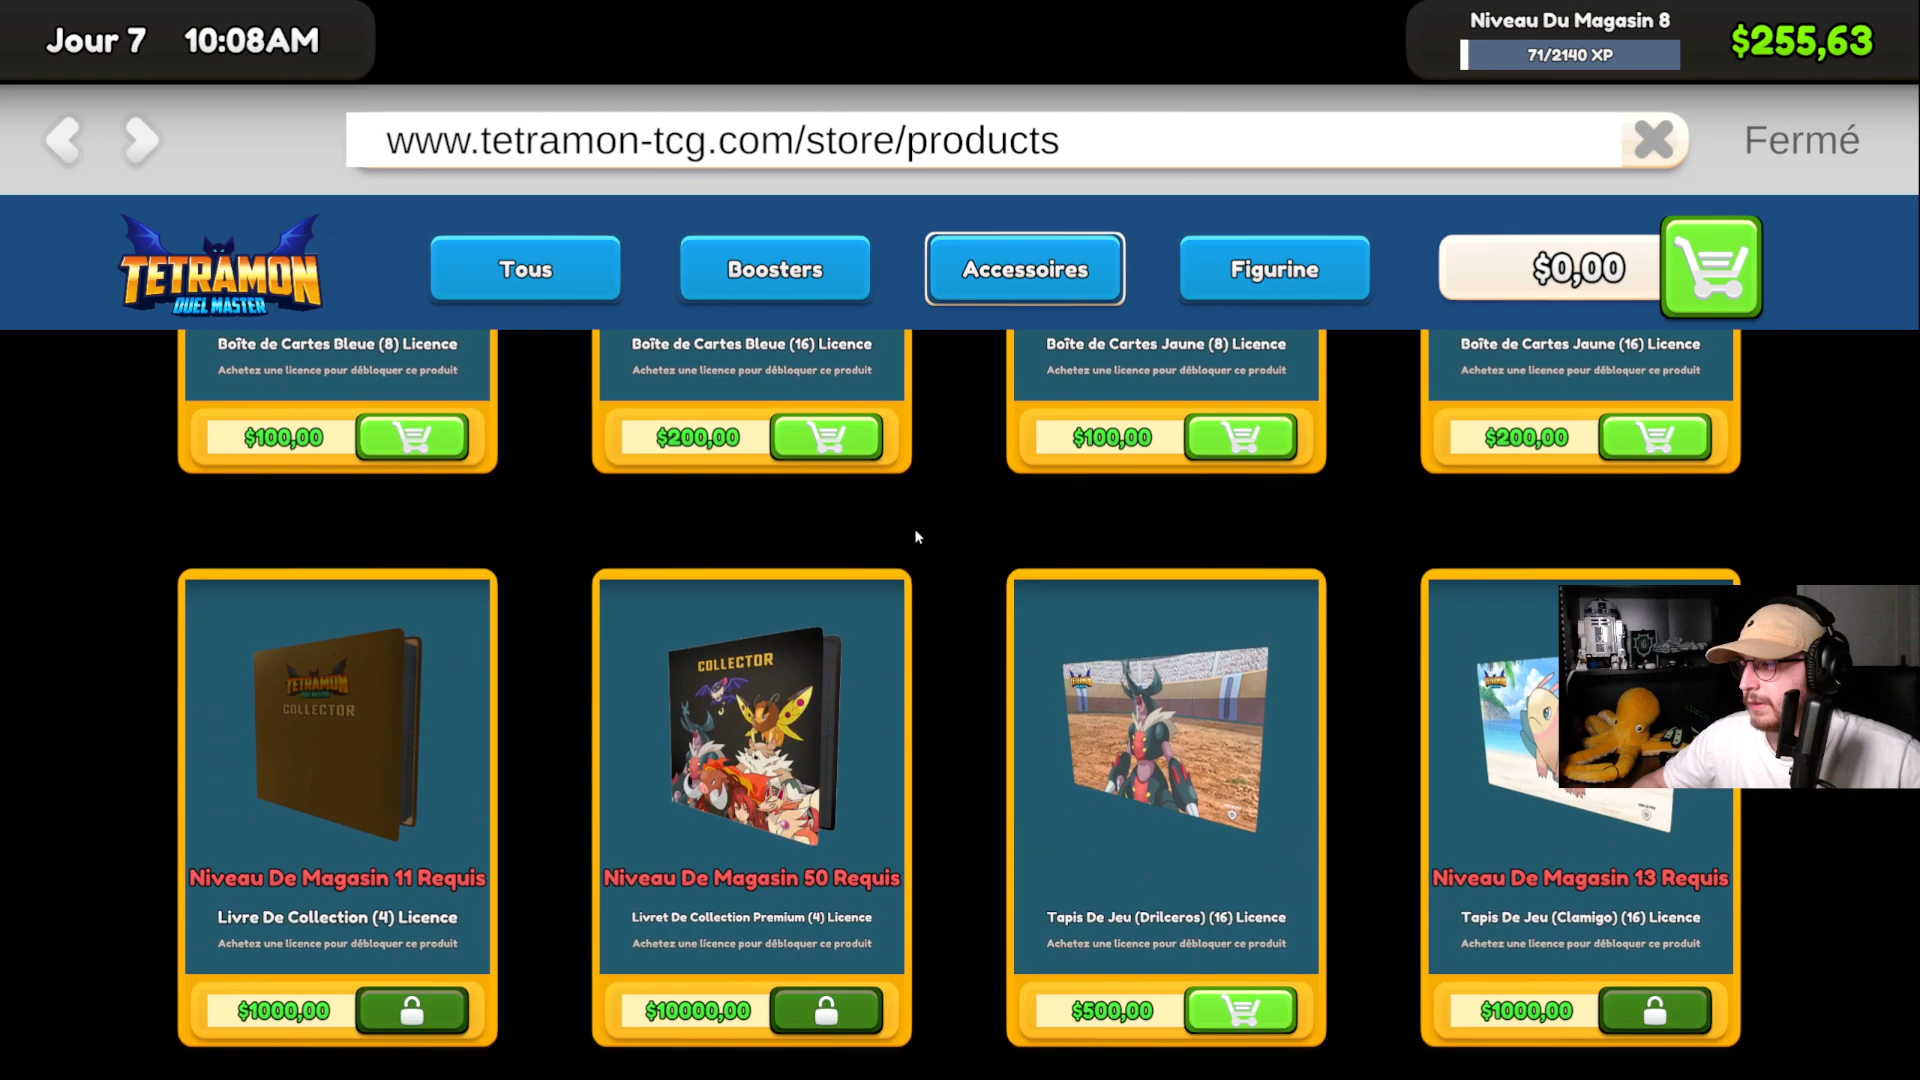 Jour 7 10:08AM
Niveau Du Magasin 8
71/2140 XP
$255,63
www.tetramon-tcg.com/store/products
Fermé
TETRAMON
DUEL MASTER
Tous
Boosters
Accessoires
Figurine
$0,00
Boîte de Cartes Bleue (8) Licence
Achetez une licence pour débloquer ce produit
$100,00
Boîte de Cartes Bleue (16) Licence
Achetez une licence pour débloquer ce produit
$200,00
Boîte de Cartes Jaune (8) Licence
Achetez une licence pour débloquer ce produit
$100,00
Boîte de Cartes Jaune (16) Licence
Achetez une licence pour débloquer ce produit
$200,00
TETRAMON
COLLECTOR
Niveau De Magasin 11 Requis
Livre De Collection (4) Licence
Achetez une licence pour débloquer ce produit
$1000,00
COLLECTOR
Niveau De Magasin 50 Requis
Livret De Collection Premium (4) Licence
Achetez une licence pour débloquer ce produit
$10000,00
TETRAMON
Tapis De Jeu (Drilceros) (16) Licence
Achetez une licence pour débloquer ce produit
$500,00
TETRAMON
Niveau De Magasin 13 Requis
Tapis De Jeu (Clamigo) (16) Licence
Achetez une licence pour débloquer ce produit
$1000,00